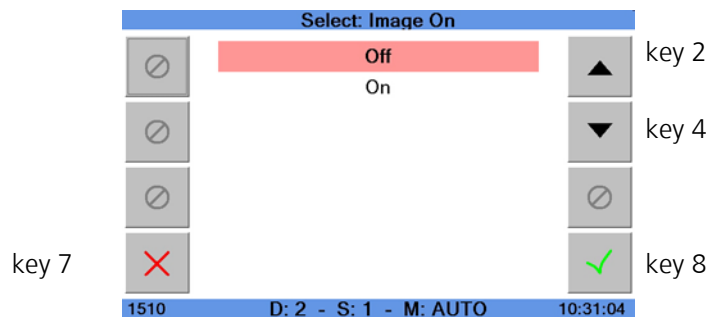 Select: Image On
key 2
Off
On
key 4
key 7
key 8
1510 D: 2 - S: 1 - M: AUTO 10:31:04